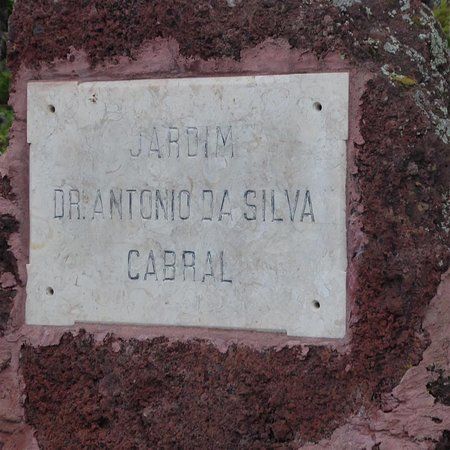 JARDIM
DR. ANTONIO DA SILVA
CABRAL